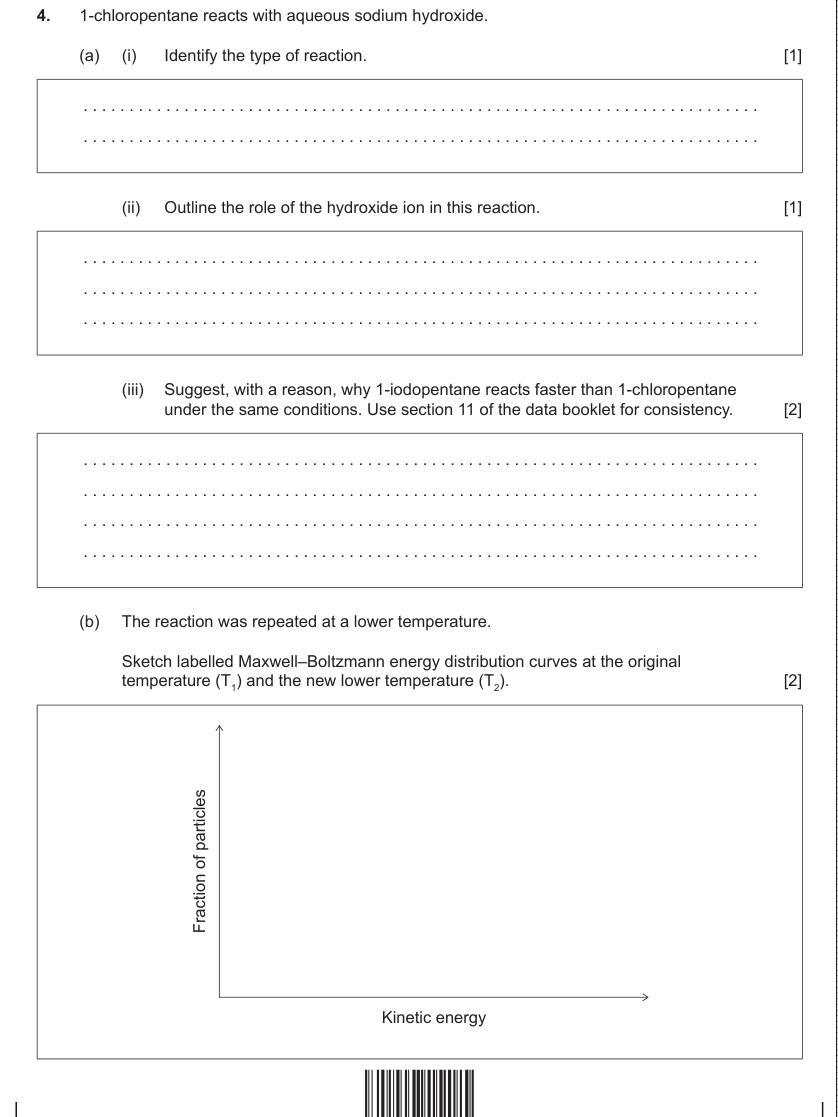 4. 1-chloropentane reacts with aqueous sodium hydroxide.
(a) (i) Identify the type of reaction. [1]
(ii) Outline the role of the hydroxide ion in this reaction. [1]
(iii) Suggest, with a reason, why 1-iodopentane reacts faster than 1-chloropentane
under the same conditions. Use section 11 of the data booklet for consistency. [2]
(b) The reaction was repeated at a lower temperature.
Sketch labelled Maxwell–Boltzmann energy distribution curves at the original
temperature (T₁) and the new lower temperature (T₂). [2]
Fraction of particles
Kinetic energy